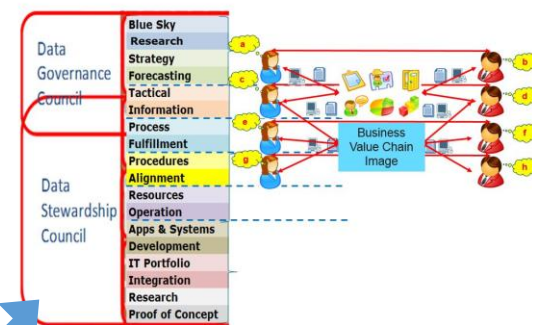 Data
Governance
Council
Data
Stewardship
Council
Blue Sky
Research
Strategy
Forecasting
Tactical
Information
Process
Fulfillment
Procedures
Alignment
Resources
Operation
Apps & Systems
Development
IT Portfolio
Integration
Research
Proof of Concept
a
b
c
d
e
f
g
h
Business
Value Chain
Image